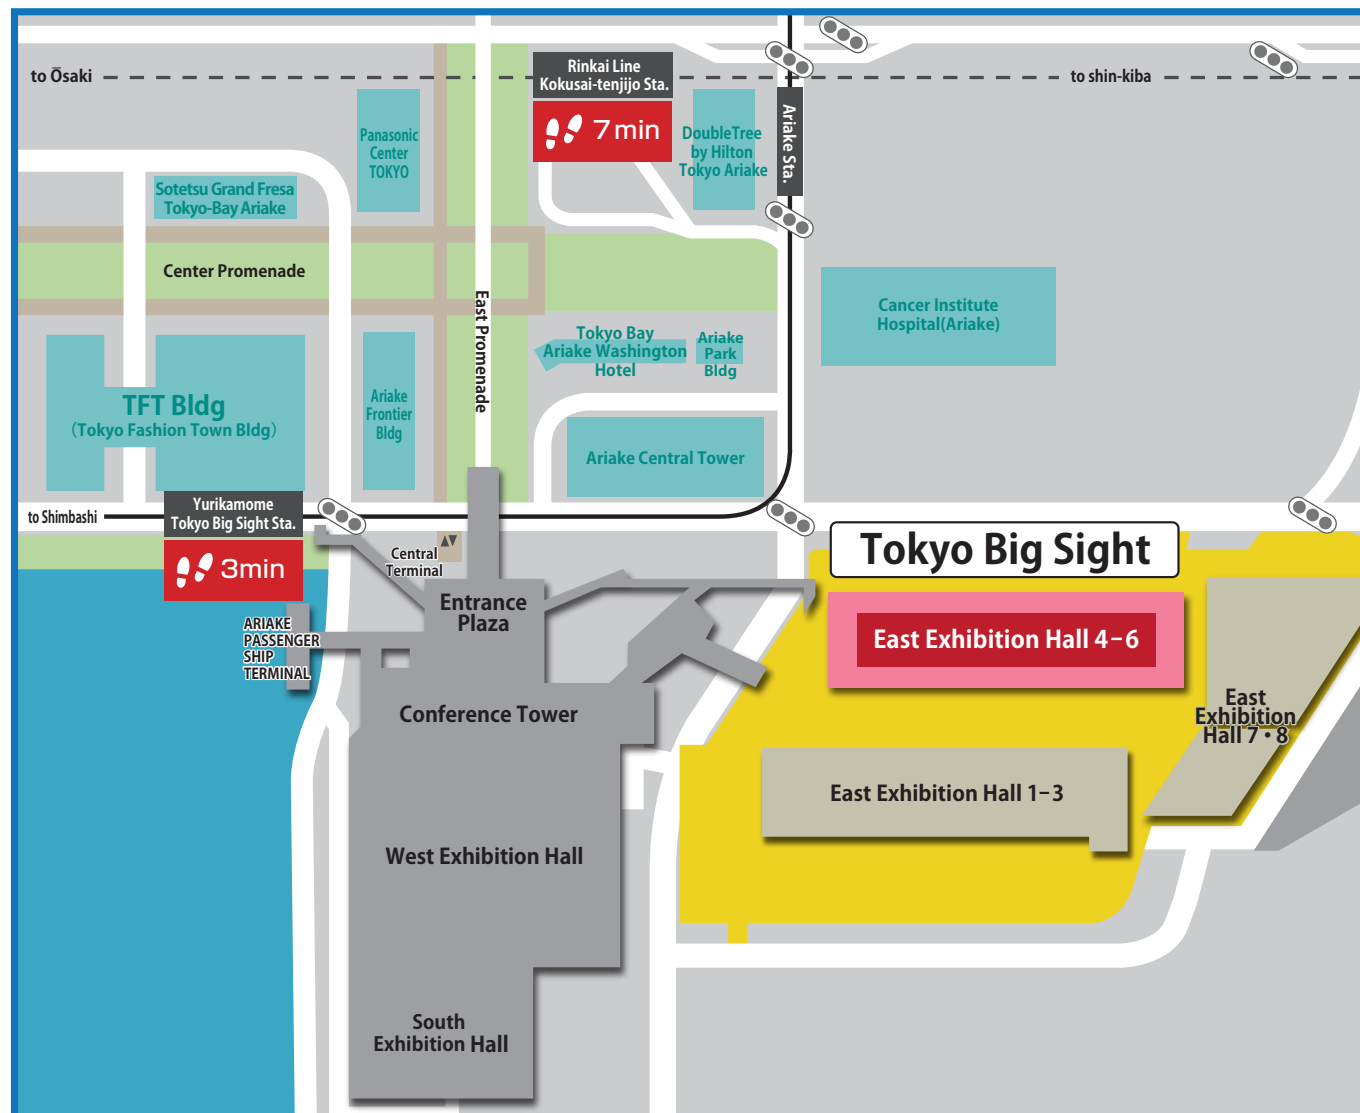 to Ōsaki
Rinkai Line
Kokusai-tenjijo Sta.
7min
to shin-kiba
Panasonic
Center
TOKYO
DoubleTree
by Hilton
Tokyo Ariake
Ariake Sta.
Sotetsu Grand Fresa
Tokyo-Bay Ariake
Center Promenade
East Promenade
Cancer Institute
Hospital(Ariake)
Tokyo Bay
Ariake Washington
Hotel
Ariake
Park
Bldg
TFT Bldg
(Tokyo Fashion Town Bldg)
Ariake
Frontier
Bldg
Ariake Central Tower
to Shimbashi
Yurikamome
Tokyo Big Sight Sta.
3min
Central
Terminal
Tokyo Big Sight
Entrance
Plaza
ARIAKE
PASSENGER
SHIP
TERMINAL
East Exhibition Hall 4−6
East
Exhibition
Hall 7・8
Conference Tower
East Exhibition Hall 1−3
West Exhibition Hall
South
Exhibition Hall